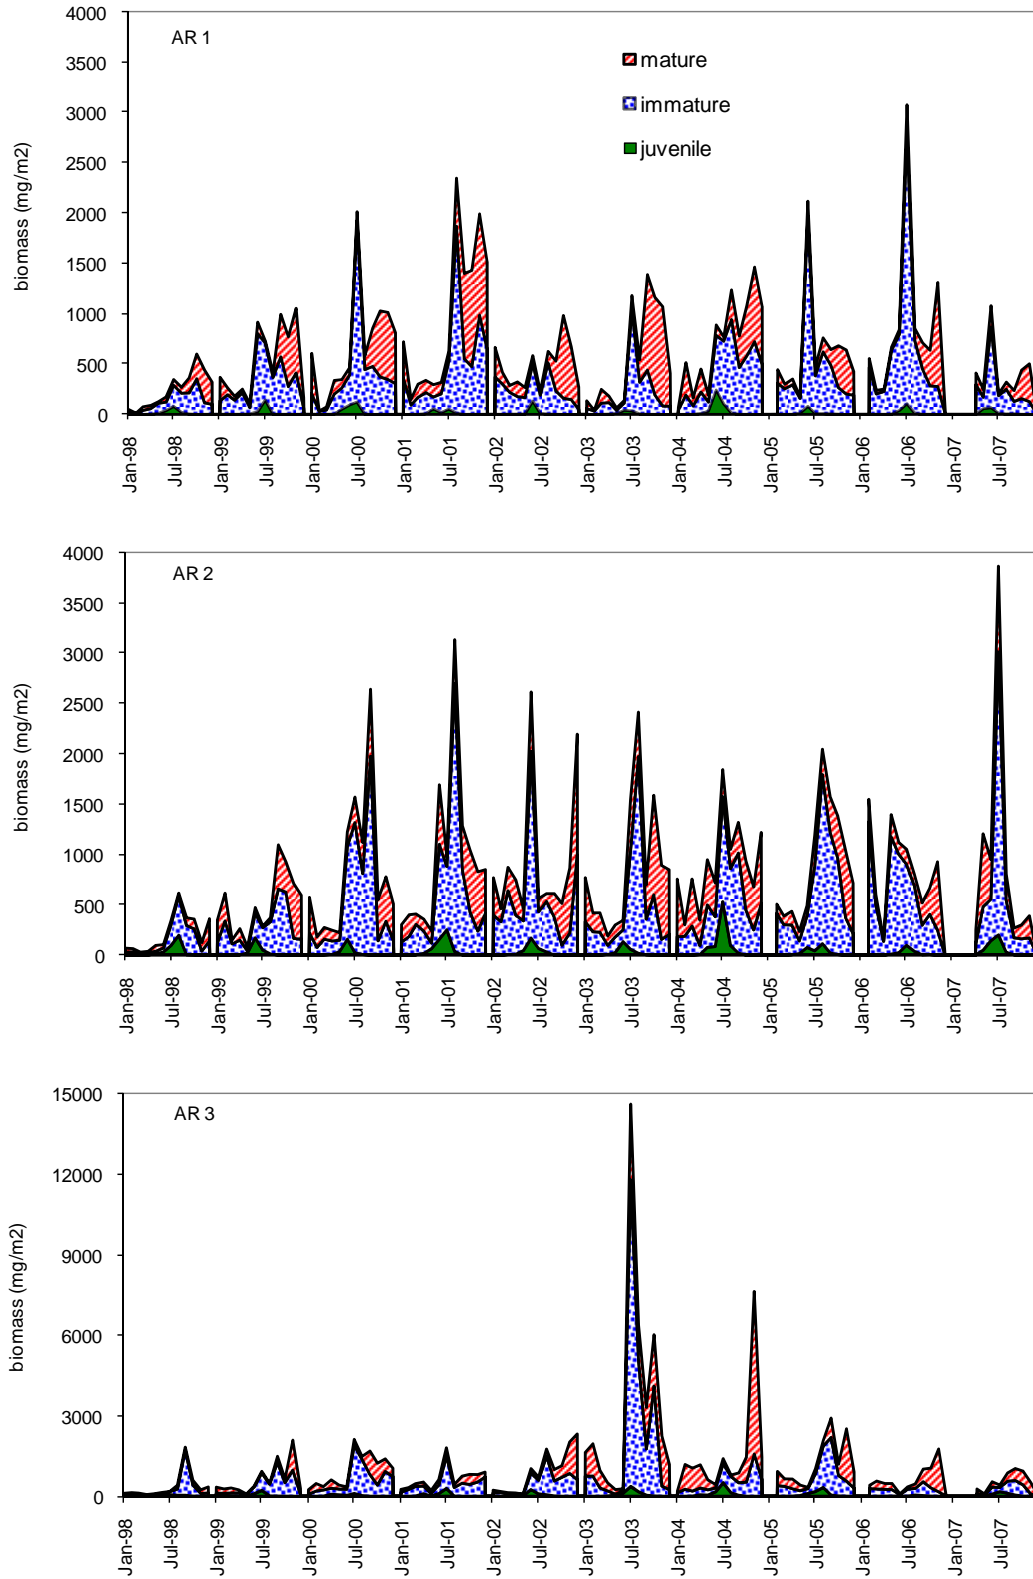 4000
AR 1
3500
mature
3000
immature
2500
juvenile
2000
1500
1000
500
0
biomass (mg/m2)
Jan-98
Jul-98
Jan-99
Jul-99
Jan-00
Jul-00
Jan-01
Jul-01
Jan-02
Jul-02
Jan-03
Jul-03
Jan-04
Jul-04
Jan-05
Jul-05
Jan-06
Jul-06
Jan-07
Jul-07
4000
AR 2
3500
3000
2500
2000
1500
1000
500
0
biomass (mg/m2)
Jan-98
Jul-98
Jan-99
Jul-99
Jan-00
Jul-00
Jan-01
Jul-01
Jan-02
Jul-02
Jan-03
Jul-03
Jan-04
Jul-04
Jan-05
Jul-05
Jan-06
Jul-06
Jan-07
Jul-07
15000
AR 3
12000
9000
6000
3000
0
biomass (mg/m2)
Jan-98
Jul-98
Jan-99
Jul-99
Jan-00
Jul-00
Jan-01
Jul-01
Jan-02
Jul-02
Jan-03
Jul-03
Jan-04
Jul-04
Jan-05
Jul-05
Jan-06
Jul-06
Jan-07
Jul-07